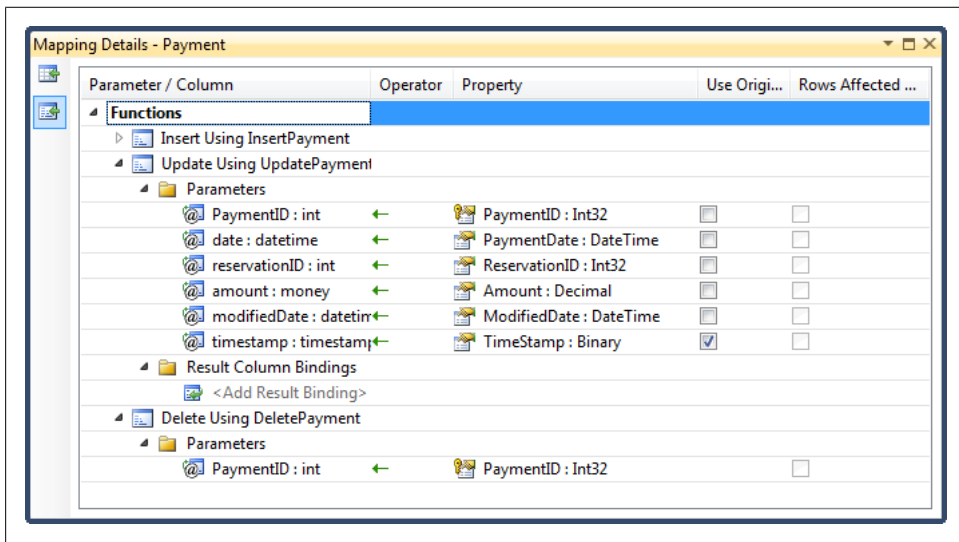 Mapping Details - Payment
Parameter / Column Operator Property Use Origi... Rows Affected ...
Functions
Insert Using InsertPayment
Update Using UpdatePayment
Parameters
PaymentID : int ← PaymentID : Int32
date : datetime ← PaymentDate : DateTime
reservationID : int ← ReservationID : Int32
amount : money ← Amount : Decimal
modifiedDate : datetim ← ModifiedDate : DateTime
timestamp : timestamp ← TimeStamp : Binary
Result Column Bindings
<Add Result Binding>
Delete Using DeletePayment
Parameters
PaymentID : int ← PaymentID : Int32